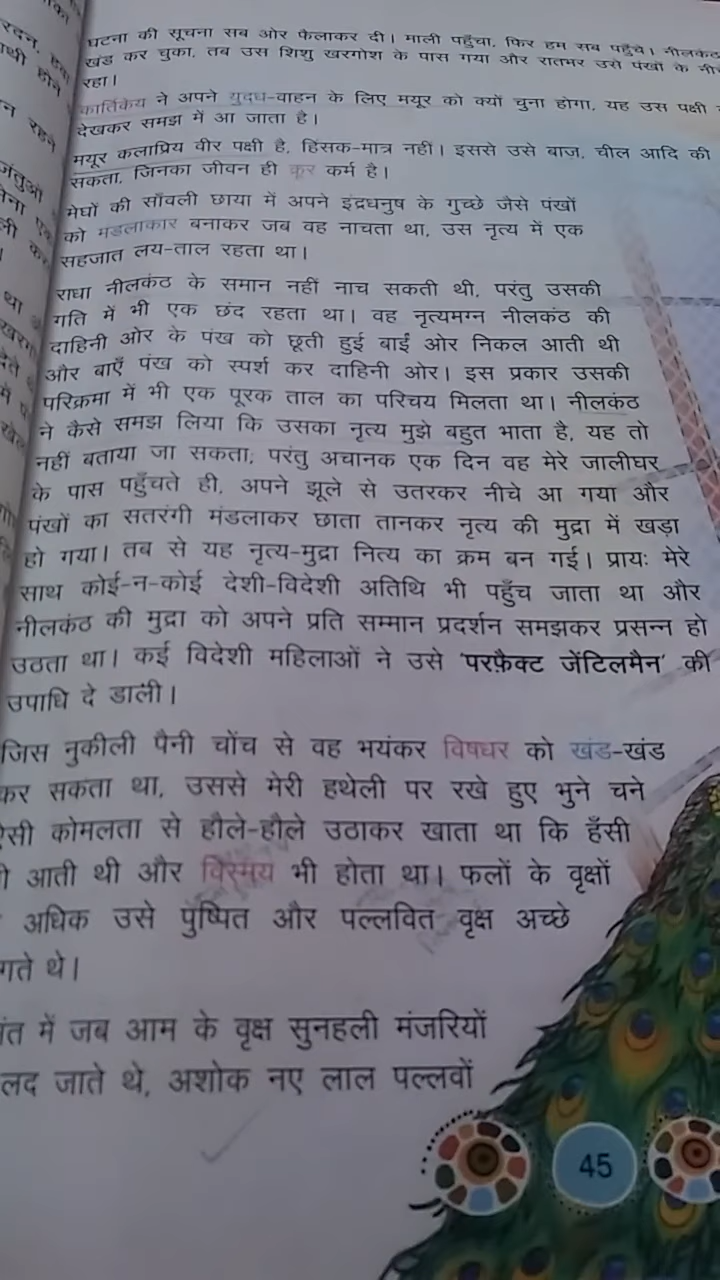 घटना की सूचना सब ओर फैलाकर दी। माली पहुँचा, फिर हम सब पहुँचे। नीलकंठ
खंड कर चुका, तब उस शिशु खरगोश के पास गया और रातभर उसे पंखों के
रहा।
कार्तिकेय ने अपने युद्ध-वाहन के लिए मयूर को क्यों चुना होगा, यह उस पक्षी
देखकर समझ में आ जाता है।
मयूर कलाप्रिय वीर पक्षी है, हिंसक-मात्र नहीं। इससे उसे बाज़, चील आदि की
सकता, जिनका जीवन ही क्रूर कर्म है।
मेघों की साँवली छाया में अपने इंद्रधनुष के गुच्छे जैसे पंखों
को मंडलाकार बनाकर जब वह नाचता था, उस नृत्य में एक
सहजात लय-ताल रहता था।
राधा नीलकंठ के समान नहीं नाच सकती थी, परंतु उसकी
गति में भी एक छंद रहता था। वह नृत्यमग्न नीलकंठ की
दाहिनी ओर के पंख को छूती हुई बाईं ओर निकल आती थी
और बाएँ पंख को स्पर्श कर दाहिनी ओर। इस प्रकार उसकी
परिक्रमा में भी एक पूरक ताल का परिचय मिलता था। नीलकंठ
ने कैसे समझ लिया कि उसका नृत्य मुझे बहुत भाता है, यह तो
नहीं बताया जा सकता, परंतु अचानक एक दिन वह मेरे जालीघर
के पास पहुँचते ही, अपने झूले से उतरकर नीचे आ गया और
पंखों का सतरंगी मंडलाकर छाता तानकर नृत्य की मुद्रा में खड़ा
हो गया। तब से यह नृत्य-मुद्रा नित्य का क्रम बन गई। प्रायः मेरे
साथ कोई-न-कोई देशी-विदेशी अतिथि भी पहुँच जाता था और
नीलकंठ की मुद्रा को अपने प्रति सम्मान प्रदर्शन समझकर प्रसन्न हो
उठता था। कई विदेशी महिलाओं ने उसे 'परफ़ैक्ट जेंटिलमैन' की
उपाधि दे डाली।
जिस नुकीली पैनी चोंच से वह भयंकर विषधर को खंड-खंड
कर सकता था, उससे मेरी हथेली पर रखे हुए भुने चने
ऐसी कोमलता से हौले-हौले उठाकर खाता था कि हँसी
आती थी और विस्मय भी होता था। फलों के वृक्षों
अधिक उसे पुष्पित और पल्लवित वृक्ष अच्छे
गते थे।
में जब आम के वृक्ष सुनहली मंजरियों
लद जाते थे, अशोक नए लाल पल्लवों
45